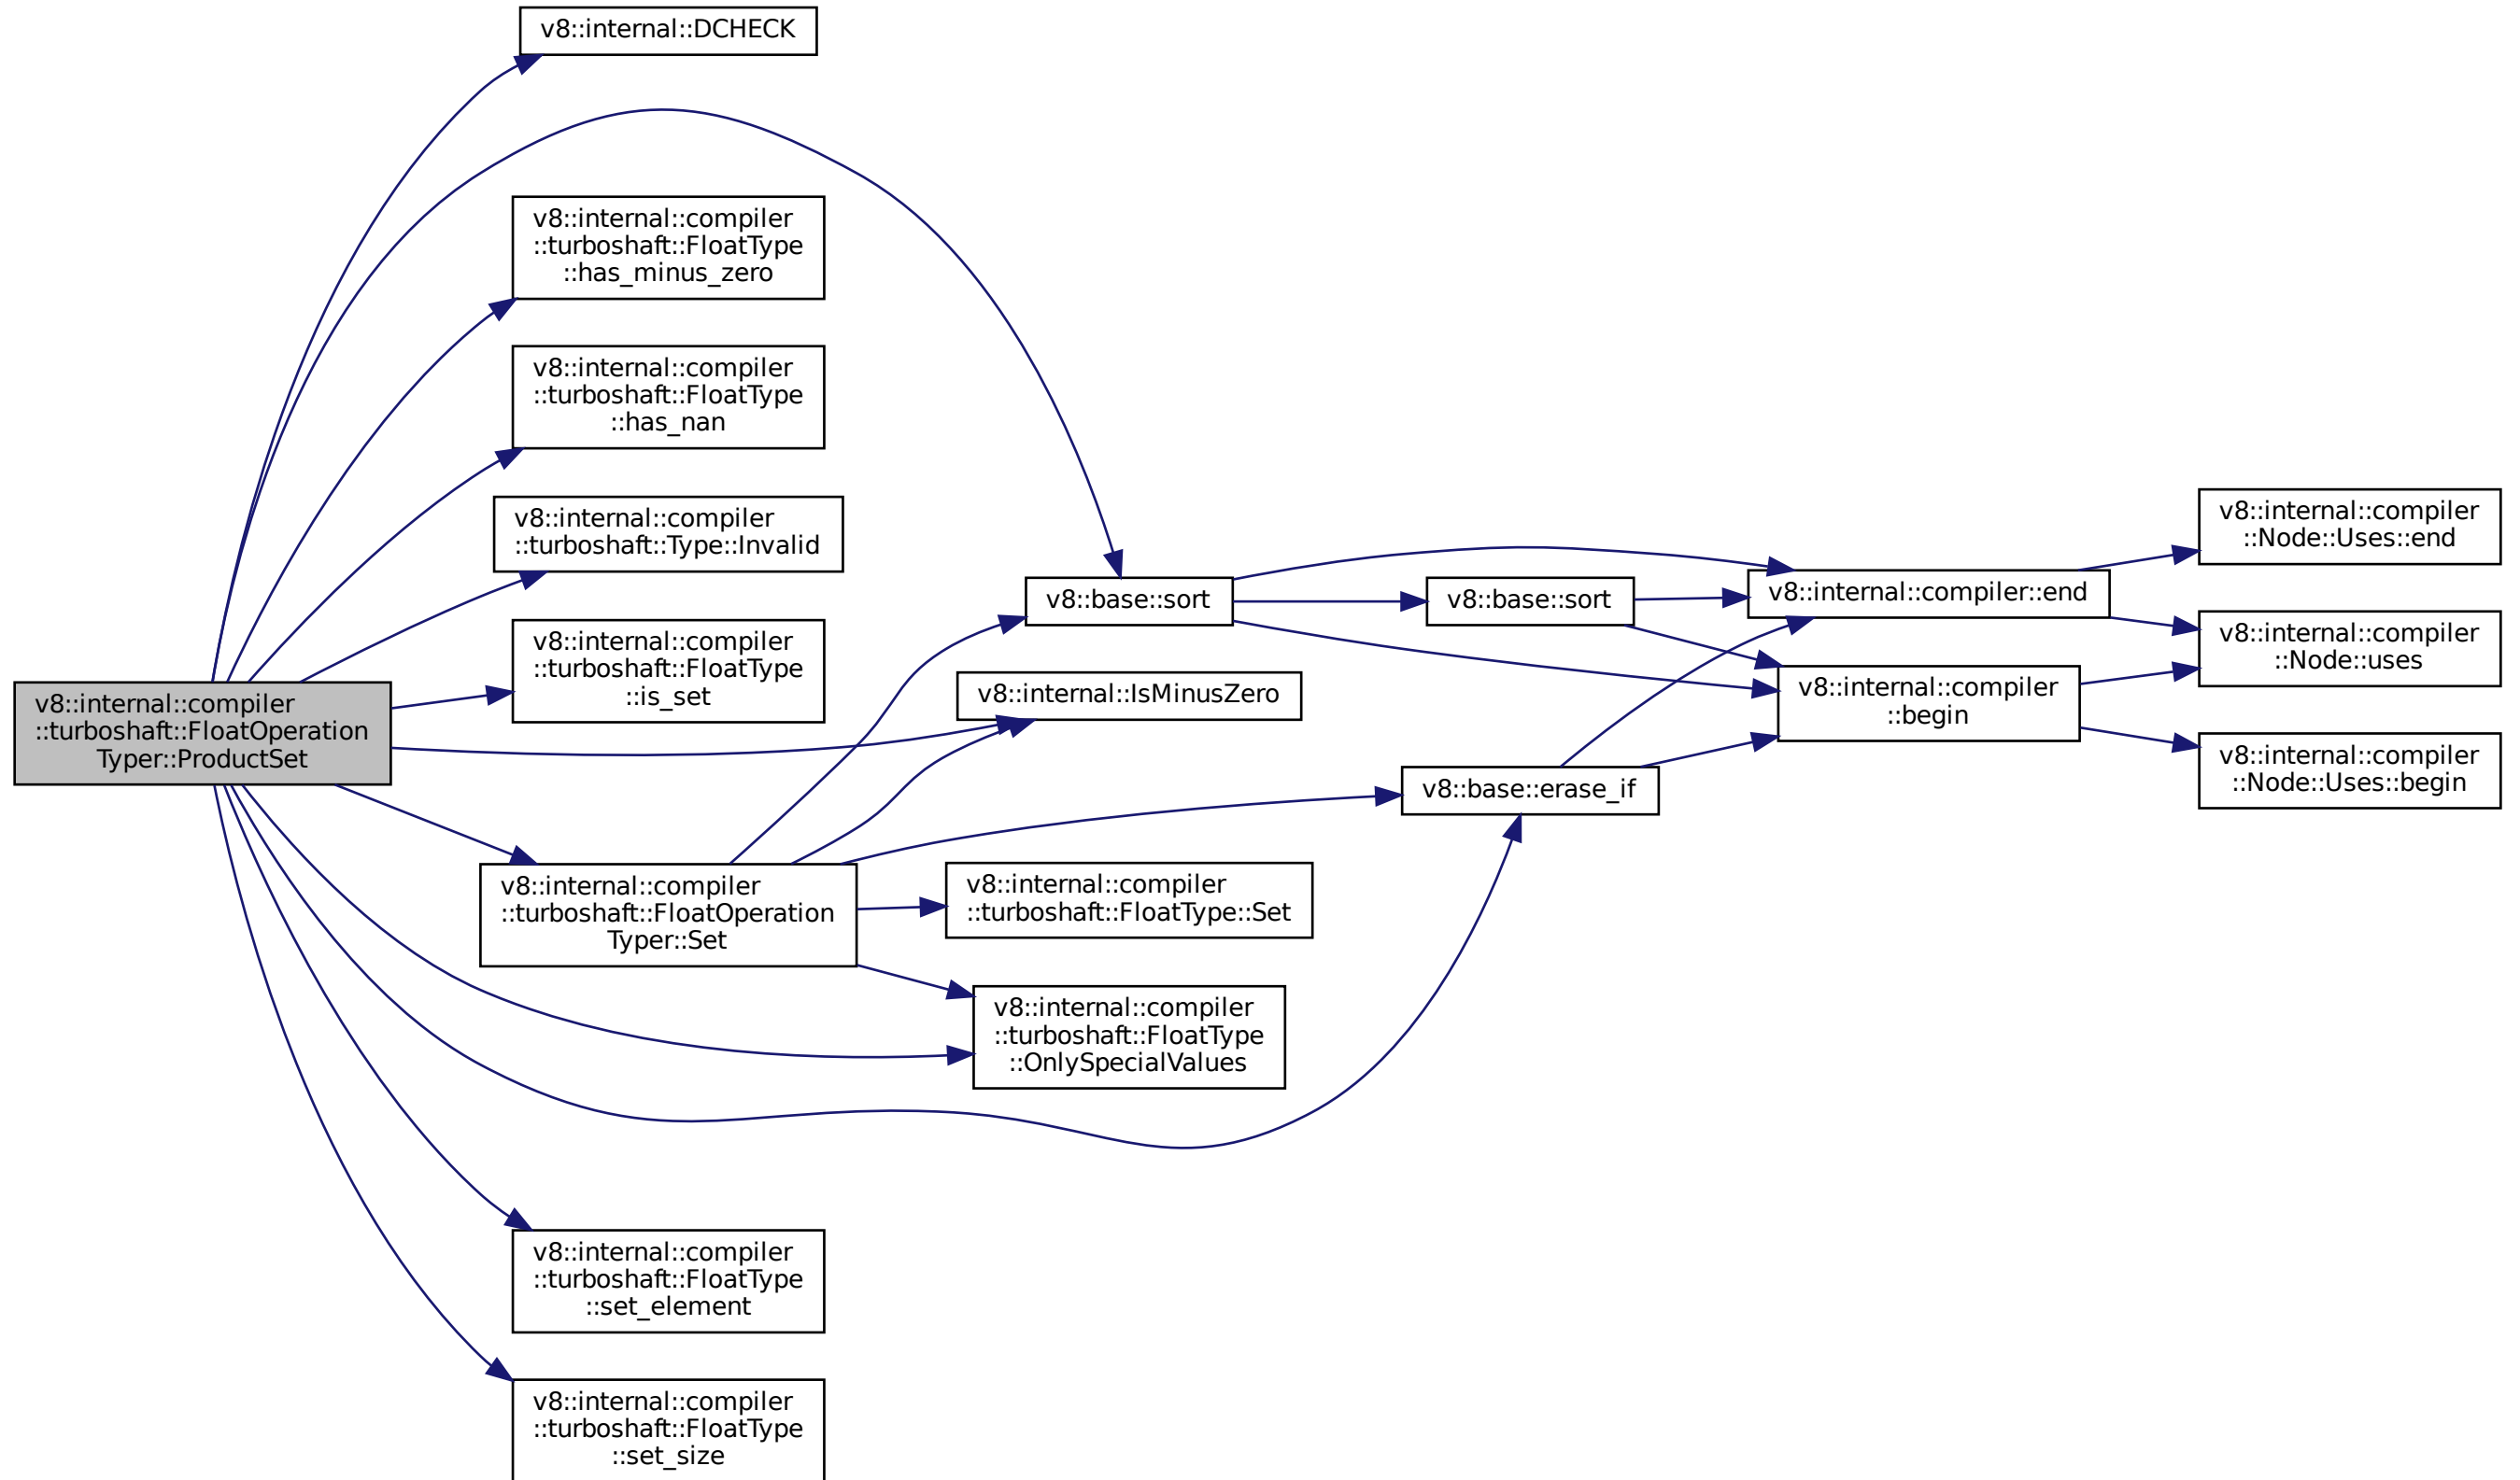 v8::internal::DCHECK
v8::internal::compiler
::turboshaft::FloatType
::has_minus_zero
v8::internal::compiler
::turboshaft::FloatType
::has_nan
v8::internal::compiler
::turboshaft::Type::Invalid
v8::internal::compiler
::turboshaft::FloatType
::is_set
v8::internal::compiler
::turboshaft::FloatOperation
Typer::ProductSet
v8::internal::compiler
::turboshaft::FloatOperation
Typer::Set
v8::internal::compiler
::turboshaft::FloatType
::set_element
v8::internal::compiler
::turboshaft::FloatType
::set_size
v8::base::sort
v8::internal::IsMinusZero
v8::internal::compiler
::turboshaft::FloatType::Set
v8::internal::compiler
::turboshaft::FloatType
::OnlySpecialValues
v8::base::sort
v8::base::erase_if
v8::internal::compiler::end
v8::internal::compiler
::begin
v8::internal::compiler
::Node::Uses::end
v8::internal::compiler
::Node::uses
v8::internal::compiler
::Node::Uses::begin